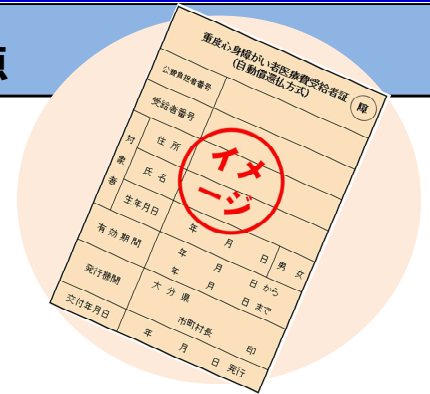 点
重度心身障がい者医療費受給者証
(自動償還払方式)
障
公費負担者番号
受給者番号
対象者
住所
氏名
生年月日
年 月 日
男 女
有効期間
年 月 日から
年 月 日まで
発行機関
大分県
市町村長 印
交付年月日
年 月 日 発行
イメ
ージ